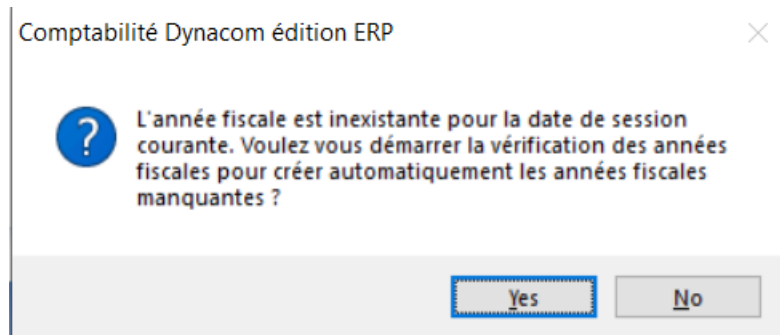 Comptabilité Dynacom édition ERP
L'année fiscale est inexistante pour la date de session
courante. Voulez vous démarrer la vérification des années
fiscales pour créer automatiquement les années fiscales
manquantes ?
Yes No